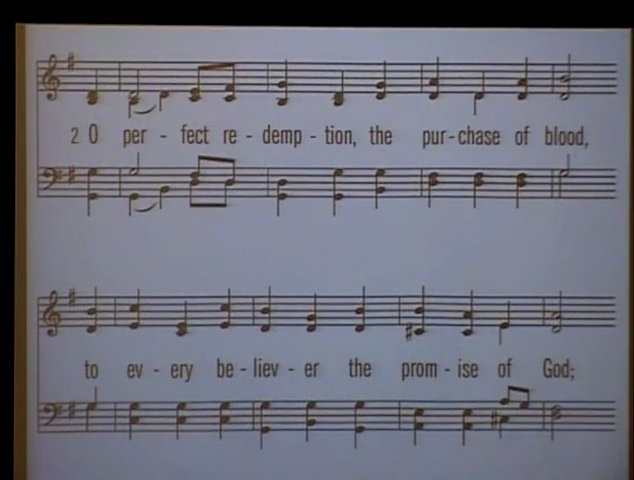 2 O per - fect re - demp - tion, the pur - chase of blood,
to ev - ery be - liev - er the prom - ise of God;